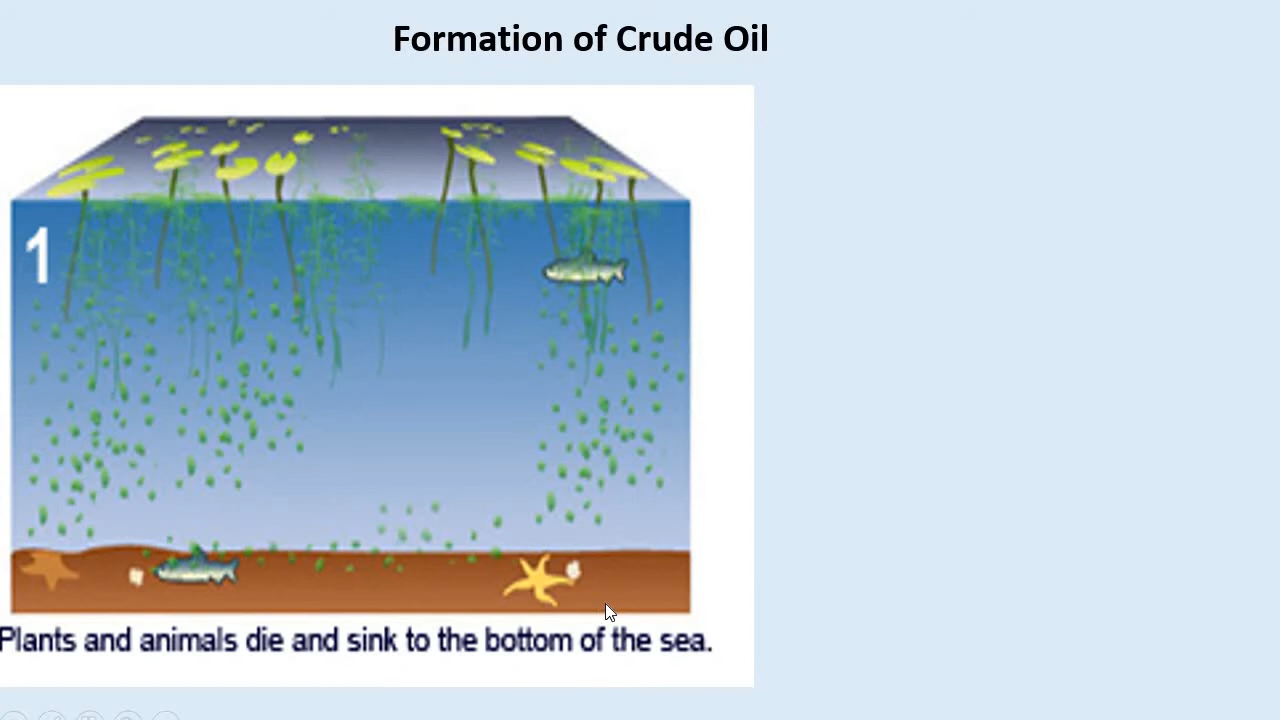 Formation of Crude Oil
1
Plants and animals die and sink to the bottom of the sea.